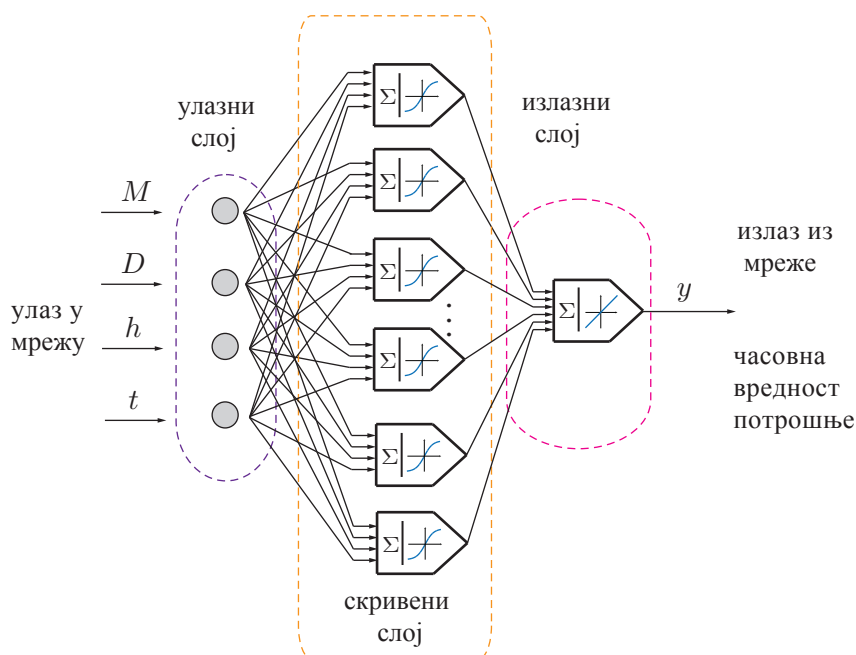 улазни
слој
излазни
слој
M
D
h
t
улаз у
мрежу
Σ
Σ
Σ
Σ
Σ
Σ
Σ
y
излаз из
мреже
часовна
вредност
потрошње
скривени
слој